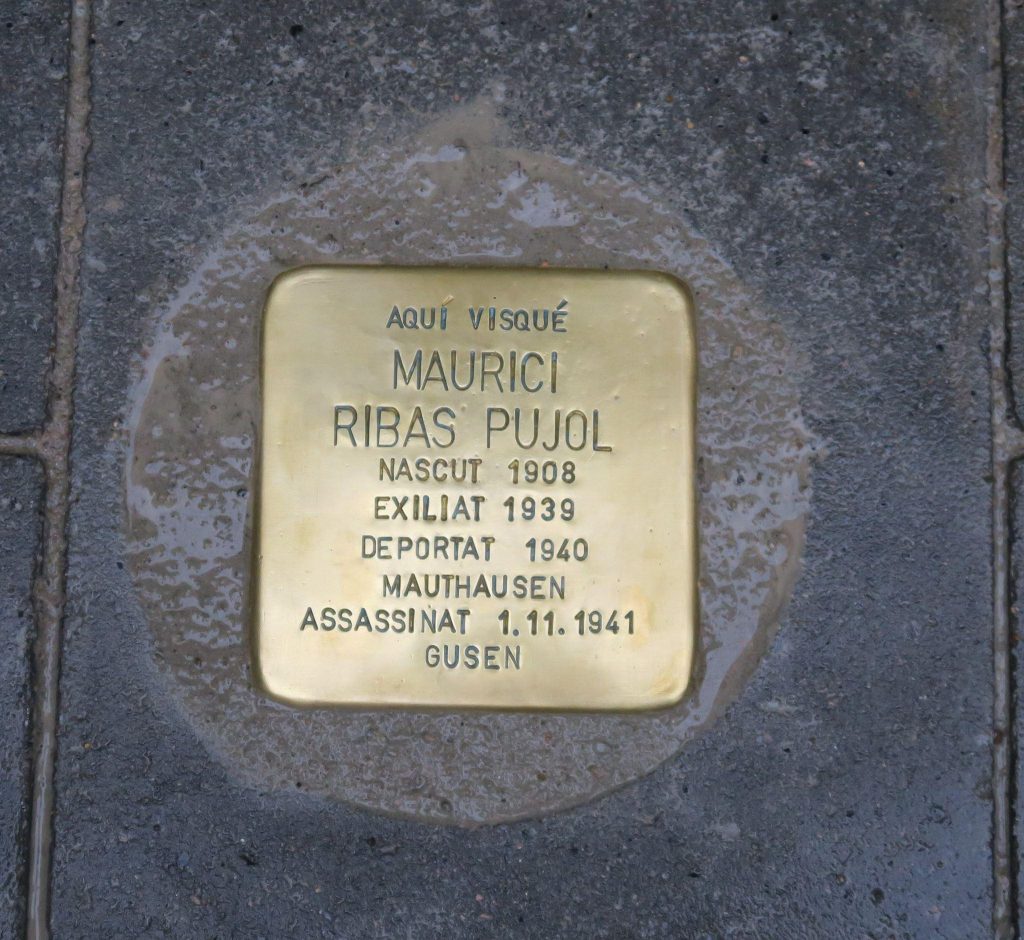 AQUÍ VISQUÉ
MAURICI
RIBAS PUJOL
NASCUT 1908
EXILIAT 1939
DEPORTAT 1940
MAUTHAUSEN
ASSASSINAT 1.11.1941
GUSEN